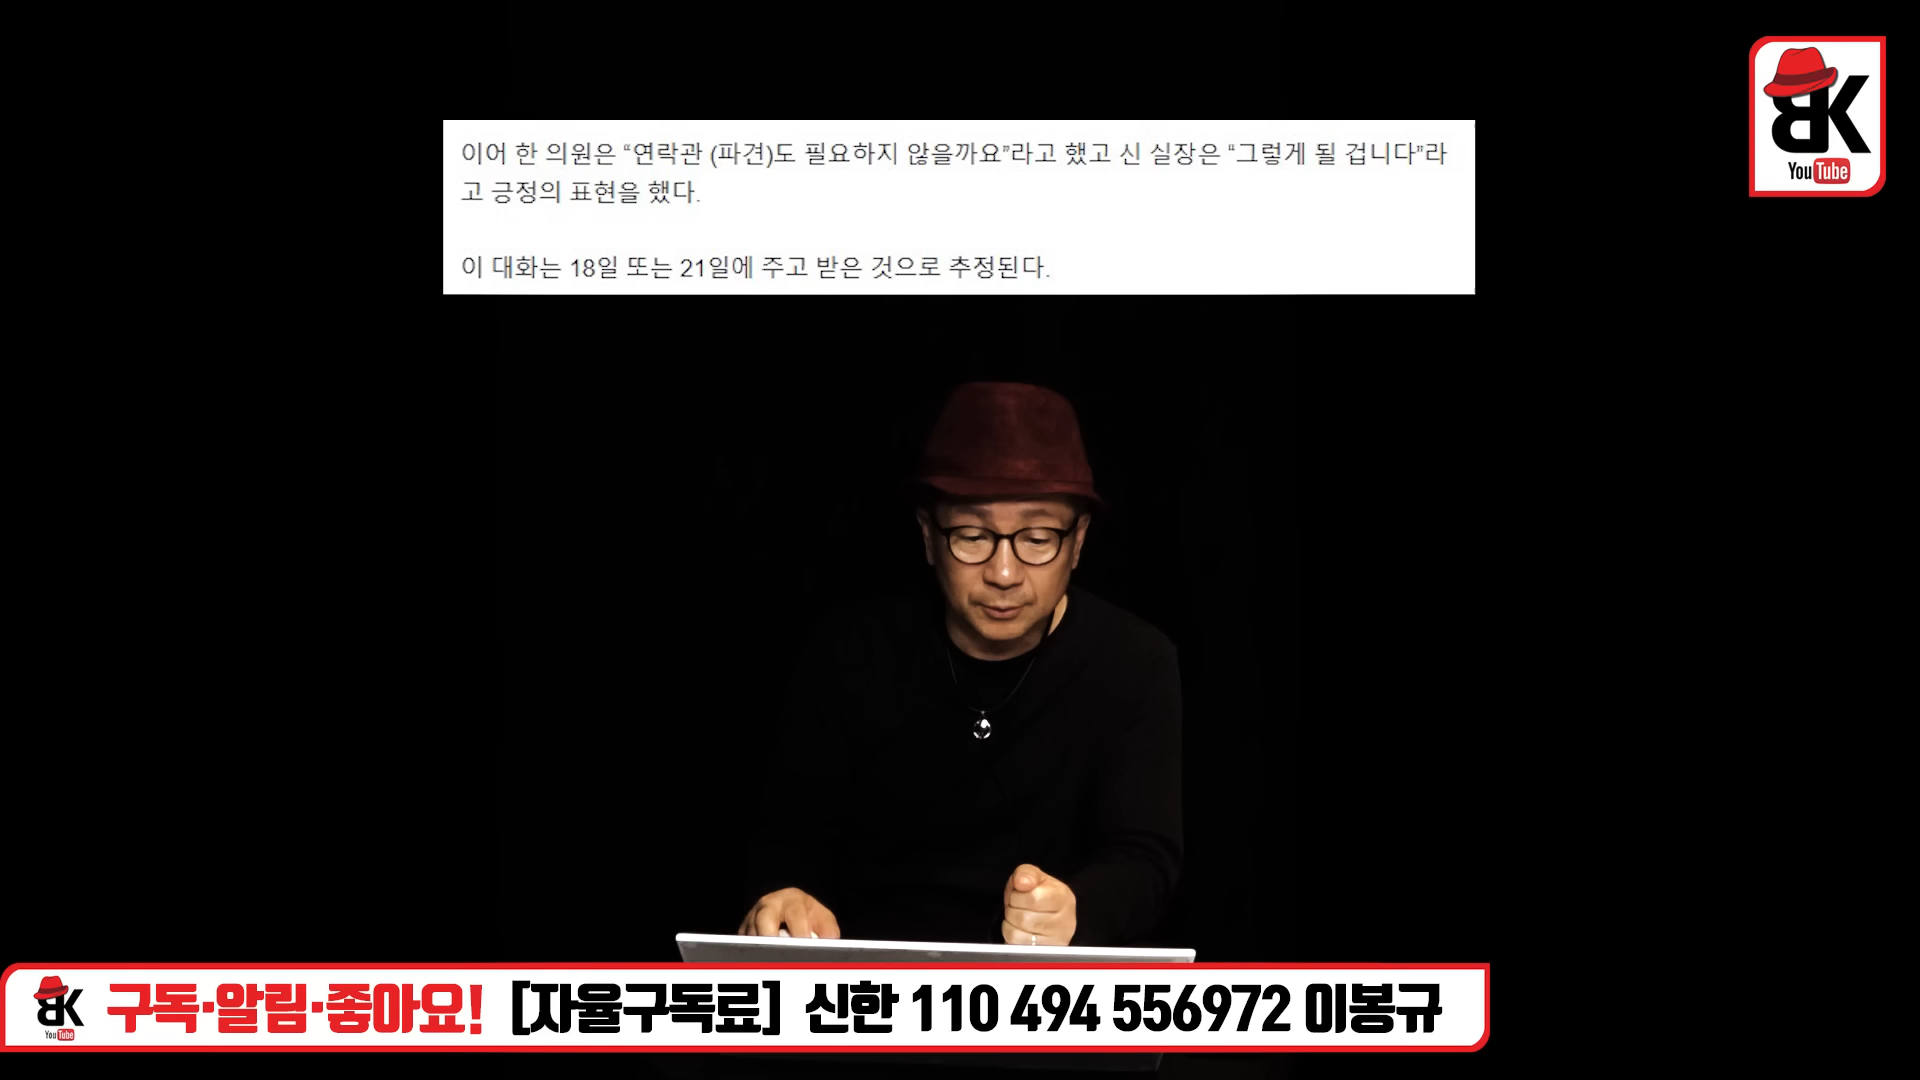 이어 한 의원은 “연락관 (파견)도 필요하지 않을까요”라고 했고 신 실장은 “그렇게 될 겁니다”라
고 긍정의 표현을 했다.
이 대화는 18일 또는 21일에 주고 받은 것으로 추정된다.
BK
YouTube
BK
YouTube
구독·알림·좋아요! [자율구독료] 신한 110 494 556972 이봉규